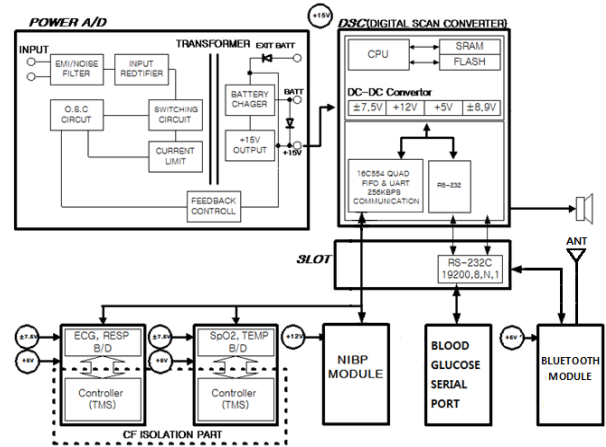 POWER A/D
+15V
DSC(DIGITAL SCAN CONVERTER)
INPUT
EMI/NOISE
FILTER
INPUT
RECTIFIER
TRANSFORMER
EXIT BATT
BATT
BATTERY
CHAGER
O.S.C
CIRCUT
SWITCHING
CIRCUIT
+15V
OUTPUT
+15V
CURRENT
LIMIT
FEEDBACK
CONTROLL
CPU
SRAM
FLASH
DC-DC Convertor
±7.5V
+12V
+5V
±8.9V
16C554 QUAD
FIFO & UART
256KBPS
COMMUNICATION
RS-232
SLOT
RS-232C
19200.8.N.1
ANT
±7.5V
+5V
ECG, RESP
B/D
Controller
(TMS)
±7.5V
+5V
SpO2, TEMP
B/D
Controller
(TMS)
CF ISOLATION PART
+12V
NIBP
MODULE
BLOOD
GLUCOSE
SERIAL
PORT
+5V
BLUETOOTH
MODULE